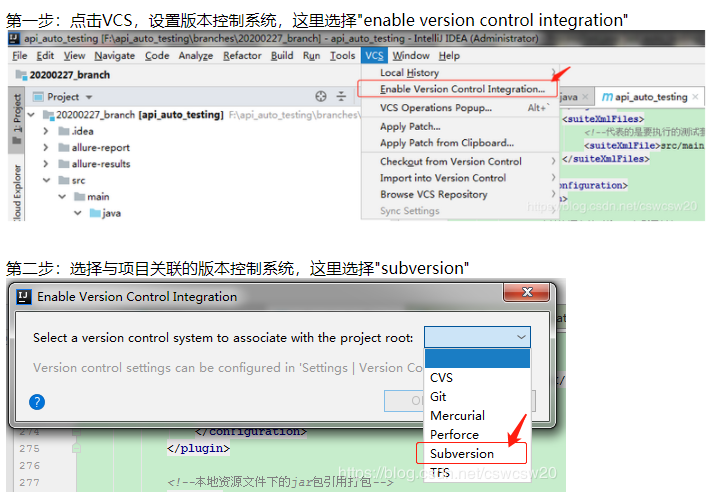 第一步：点击VCS，设置版本控制系统，这里选择"enable version control integration"
api_auto_testing [F:\api_auto_testing\branches\20200227_branch] - api_auto_testing - IntelliJ IDEA (Administrator)
File Edit View Navigate Code Analyze Refactor Build Run Tools VCS Window Help
20200227_branch
Local History
Project
Enable Version Control Integration...
java
api_auto_testing
1: Project
20200227_branch [api_auto_testing] F:\api_auto_testing\branches\
VCS Operations Popup... Alt+`
<suiteXmlFiles>
.idea
Apply Patch...
<!--代表的是要执行的测试
allure-report
Apply Patch from Clipboard...
<suiteXmlFile>src/main
allure-results
Checkout from Version Control
</suiteXmlFiles>
src
Import into Version Control
nfiguration>
main
Browse VCS Repository
java
Sync Settings
Cloud Explorer
https://blog.csdn.net/cswcsw20
第二步：选择与项目关联的版本控制系统，这里选择"subversion"
Enable Version Control Integration
Select a version control system to associate with the project root:
Version control settings can be configured in 'Settings | Version Co
CVS
Git
Mercurial
Perforce
Subversion
TFS
274 </configuration>
275 </plugin>
276
277 <!--本地资源文件下的jar包引用打包-->
https://blog.csdn.net/cswcsw20